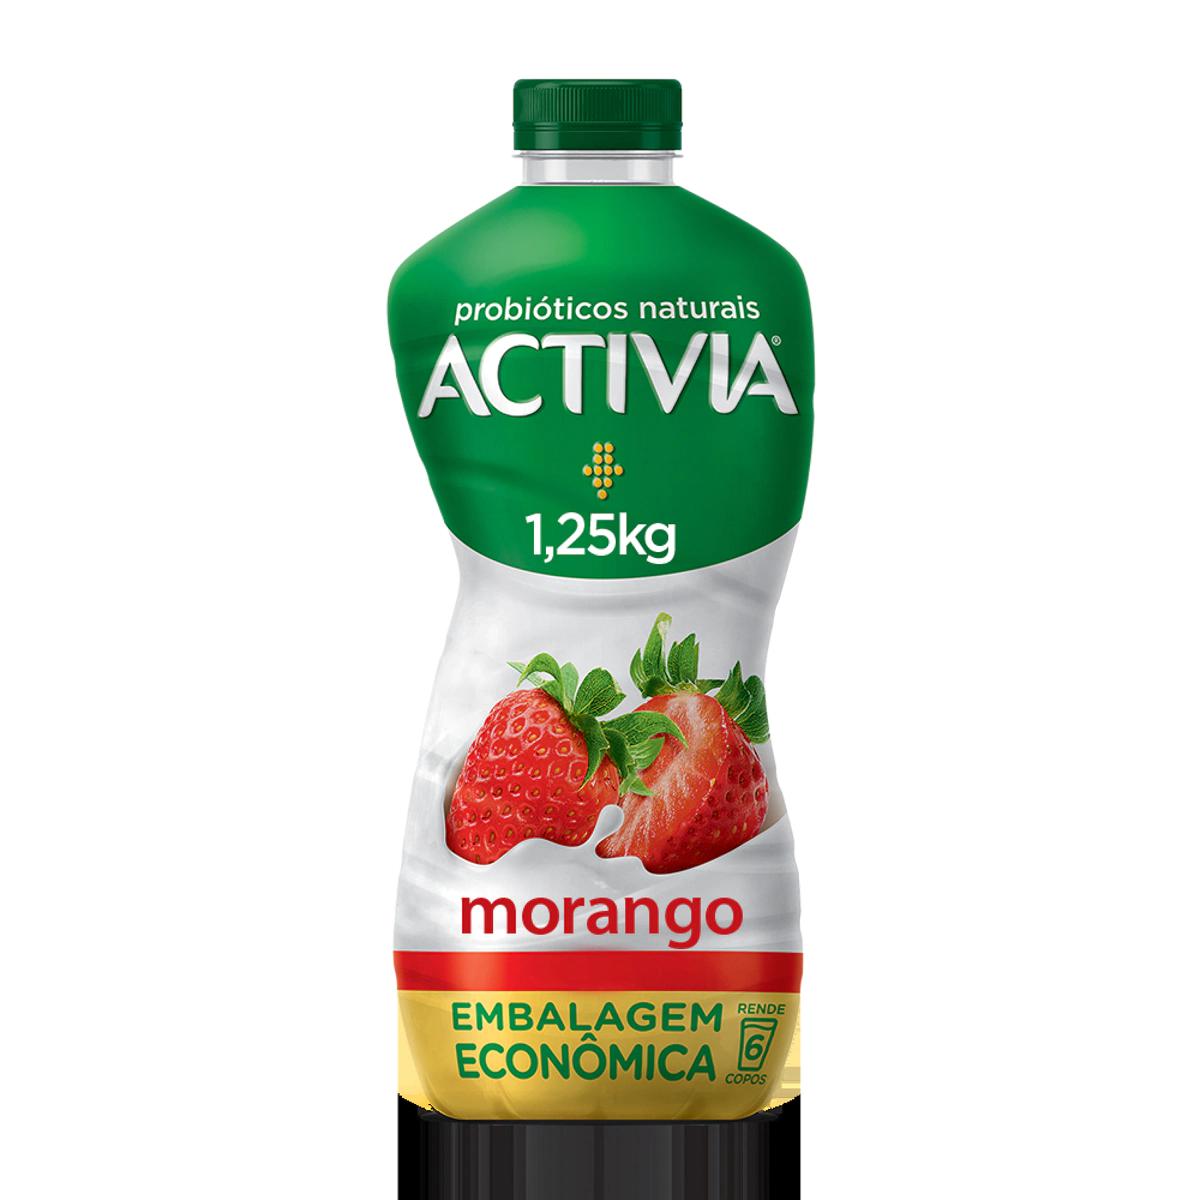 probióticos naturais
ACTIVIA®
1,25kg
morango
EMBALAGEM
ECONÔMICA
RENDE
6
COPOS